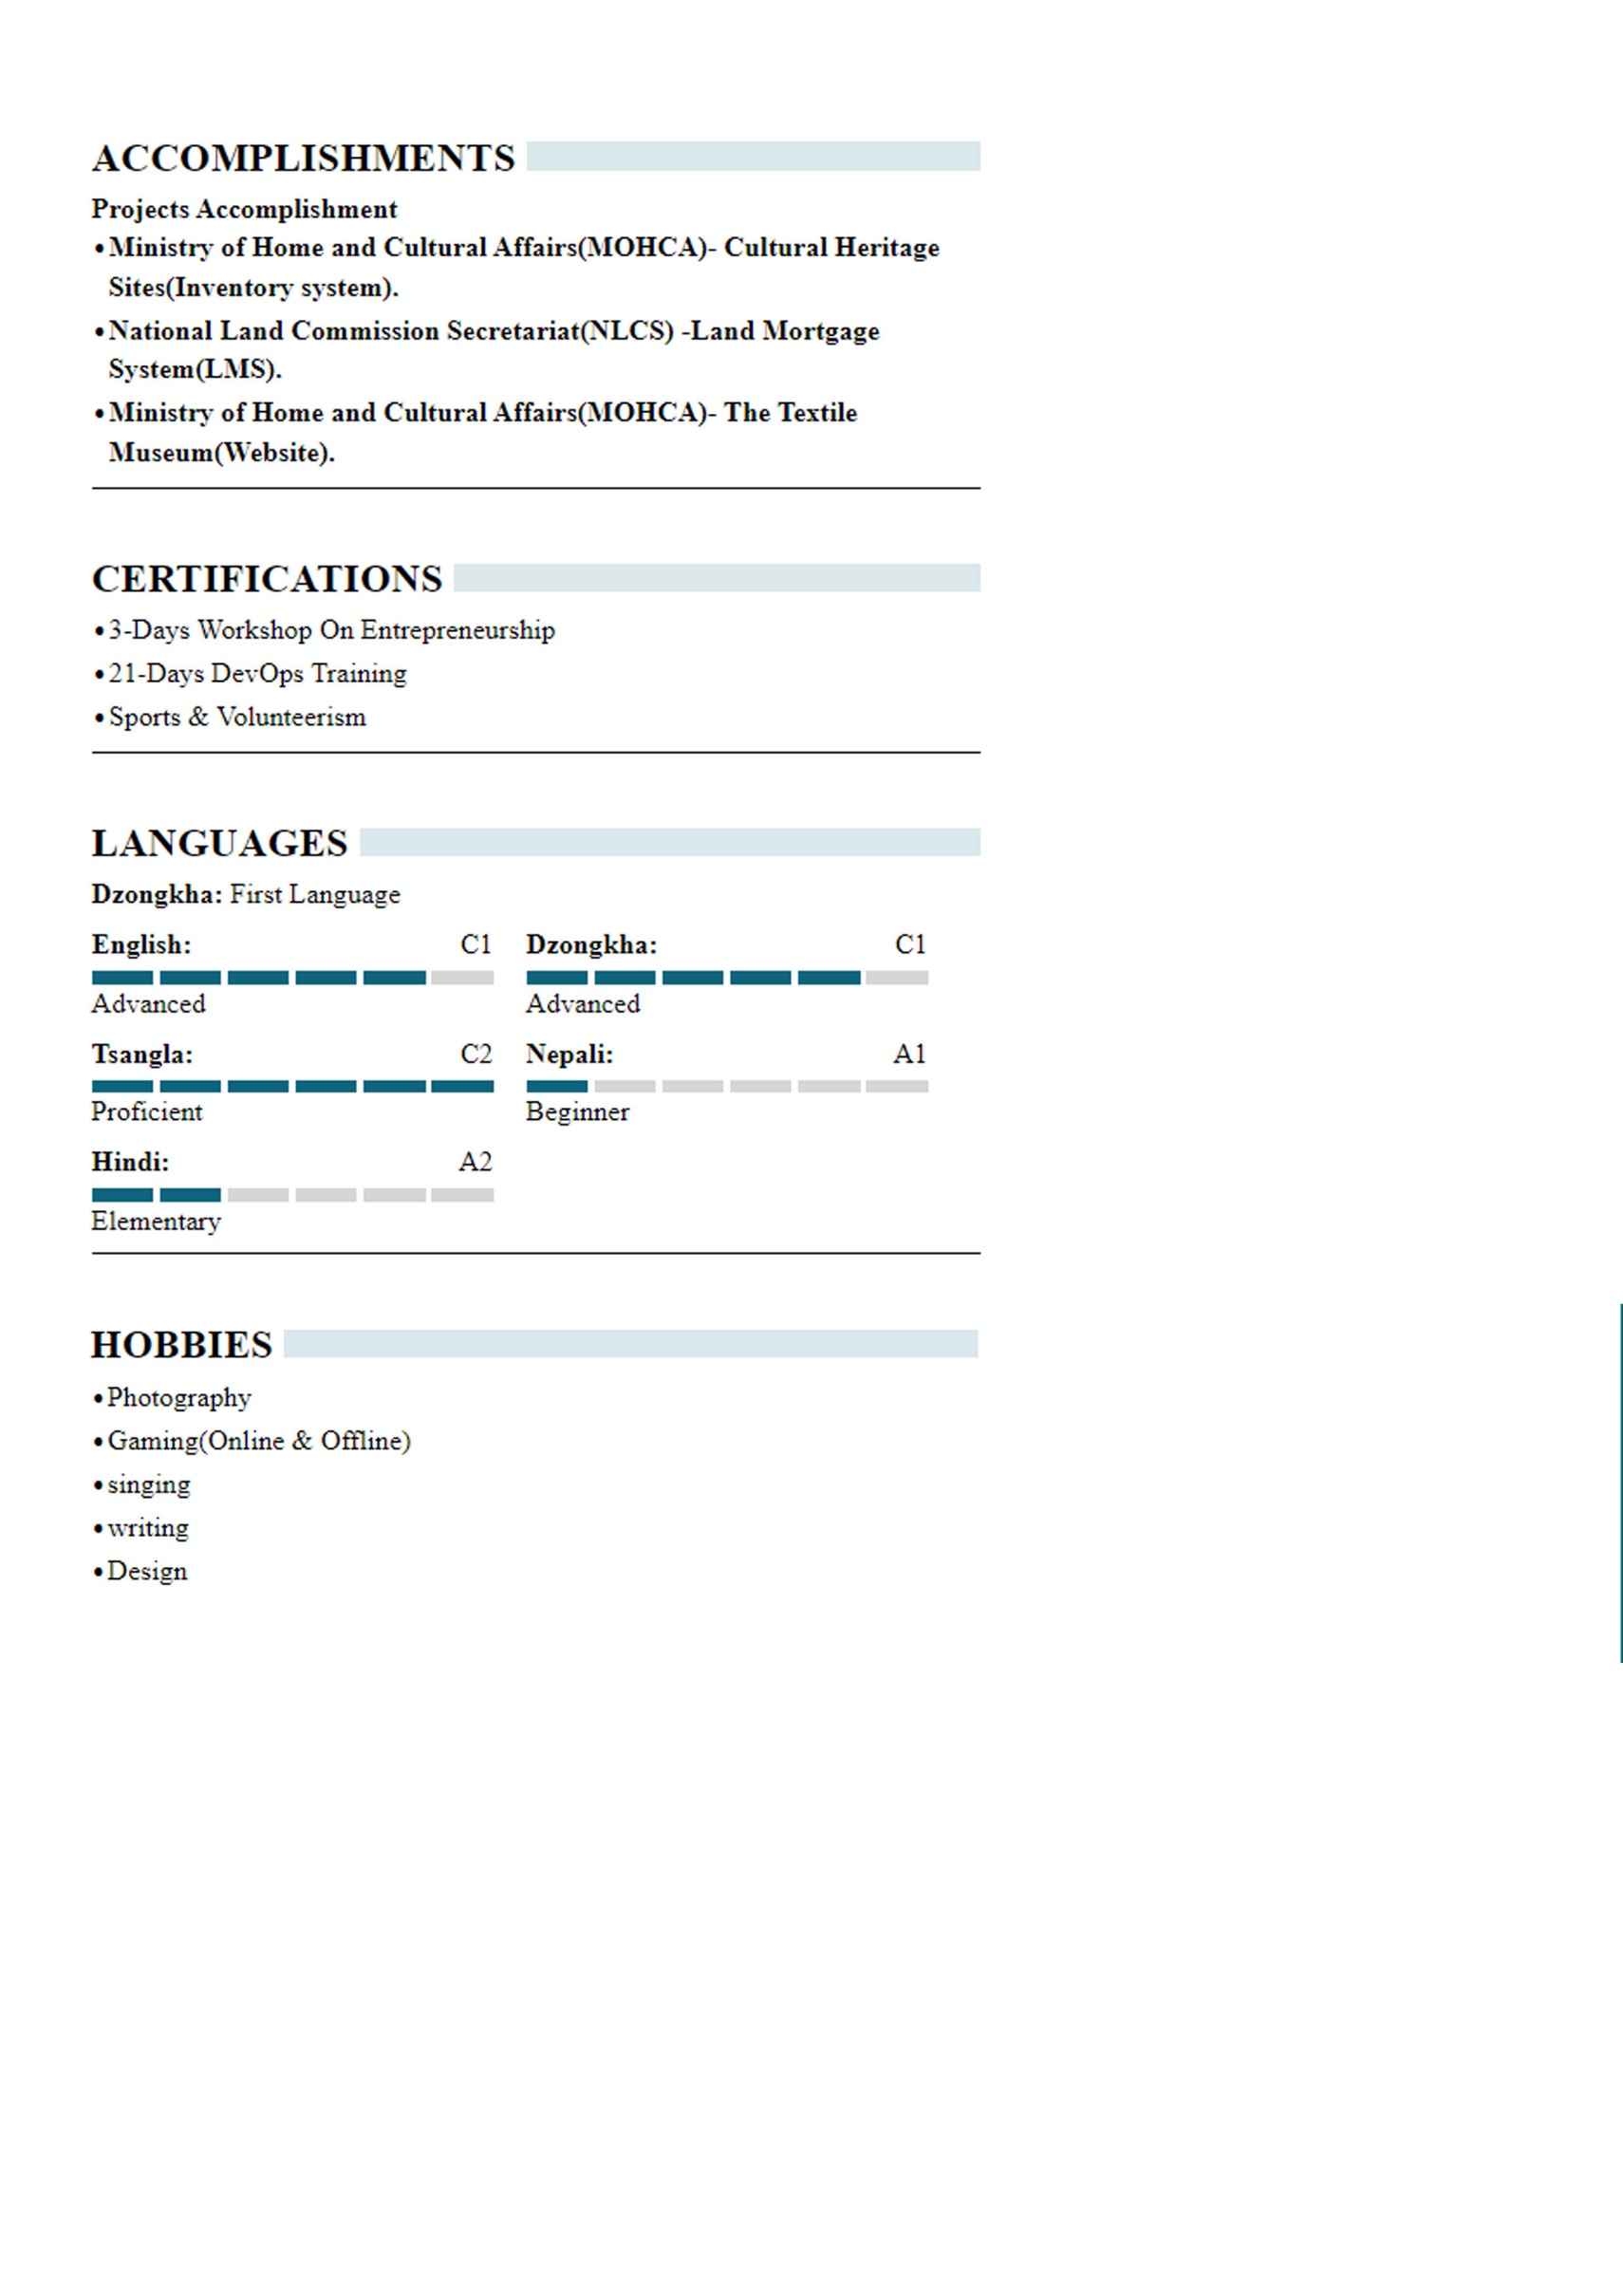 ACCOMPLISHMENTS
Projects Accomplishment
•Ministry of Home and Cultural Affairs(MOHCA)- Cultural Heritage
Sites(Inventory system).
•National Land Commission Secretariat(NLCS) -Land Mortgage
System(LMS).
•Ministry of Home and Cultural Affairs(MOHCA)- The Textile
Museum(Website).
CERTIFICATIONS
•3-Days Workshop On Entrepreneurship
•21-Days DevOps Training
•Sports & Volunteerism
LANGUAGES
Dzongkha: First Language
English: C1 Dzongkha: C1
Advanced Advanced
Tsangla: C2 Nepali: A1
Proficient Beginner
Hindi: A2
Elementary
HOBBIES
•Photography
•Gaming(Online & Offline)
•singing
•writing
•Design